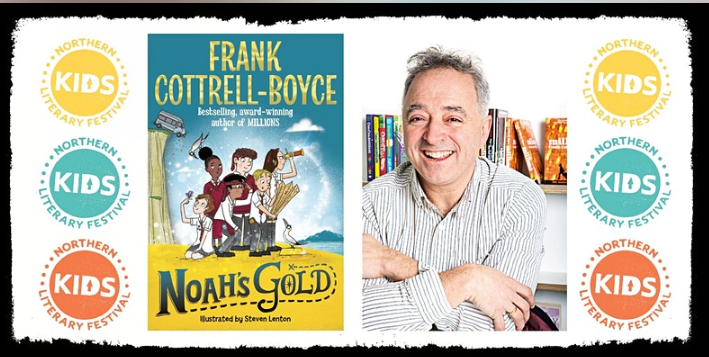 NORTHERN
KIDS
LITERARY FESTIVAL
NORTHERN
KIDS
LITERARY FESTIVAL
NORTHERN
KIDS
LITERARY FESTIVAL
FRANK
COTTRELL-BOYCE
Bestselling, award-winning
author of MILLIONS
NOAH'S GOLD
Illustrated by Steven Lenton
NORTHERN
KIDS
LITERARY FESTIVAL
NORTHERN
KIDS
LITERARY FESTIVAL
NORTHERN
KIDS
LITERARY FESTIVAL